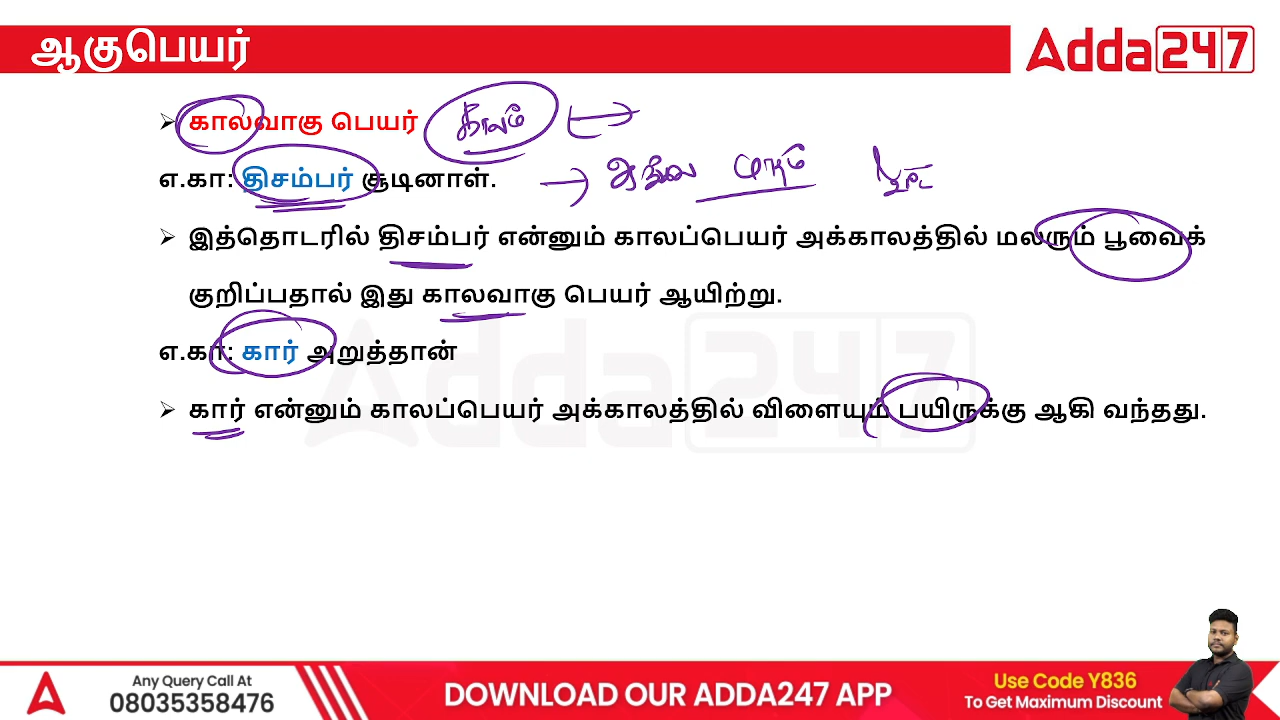 ஆகுபெயர்
Adda247
➢ காலவாகு பெயர் காலம்
எ.கா: திசம்பர் சூடினாள்.
➢ இத்தொடரில் திசம்பர் என்னும் காலப்பெயர் அக்காலத்தில் மலரும் பூவைக்
குறிப்பதால் இது காலவாகு பெயர் ஆயிற்று.
எ.கா: கார் அறுத்தான்
➢ கார் என்னும் காலப்பெயர் அக்காலத்தில் விளையும் பயிருக்கு ஆகி வந்தது.
Adda247
Any Query Call At
08035358476
DOWNLOAD OUR ADDA247 APP
Use Code Y836
To Get Maximum Discount